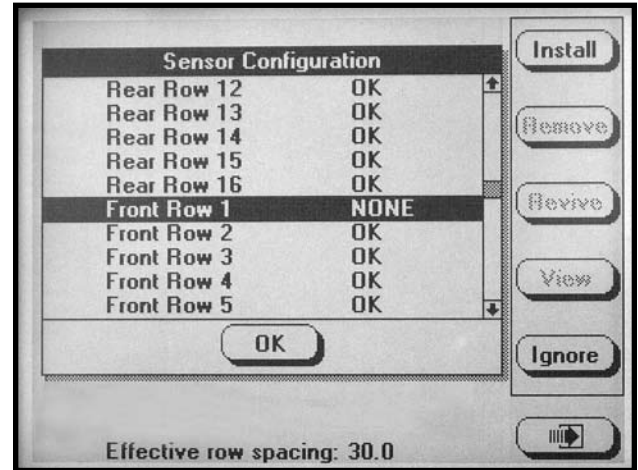 Sensor Configuration
Rear Row 12 OK
Rear Row 13 OK
Rear Row 14 OK
Rear Row 15 OK
Rear Row 16 OK
Front Row 1 NONE
Front Row 2 OK
Front Row 3 OK
Front Row 4 OK
Front Row 5 OK
OK
Effective row spacing: 30.0
Install
Remove
Revive
View
Ignore